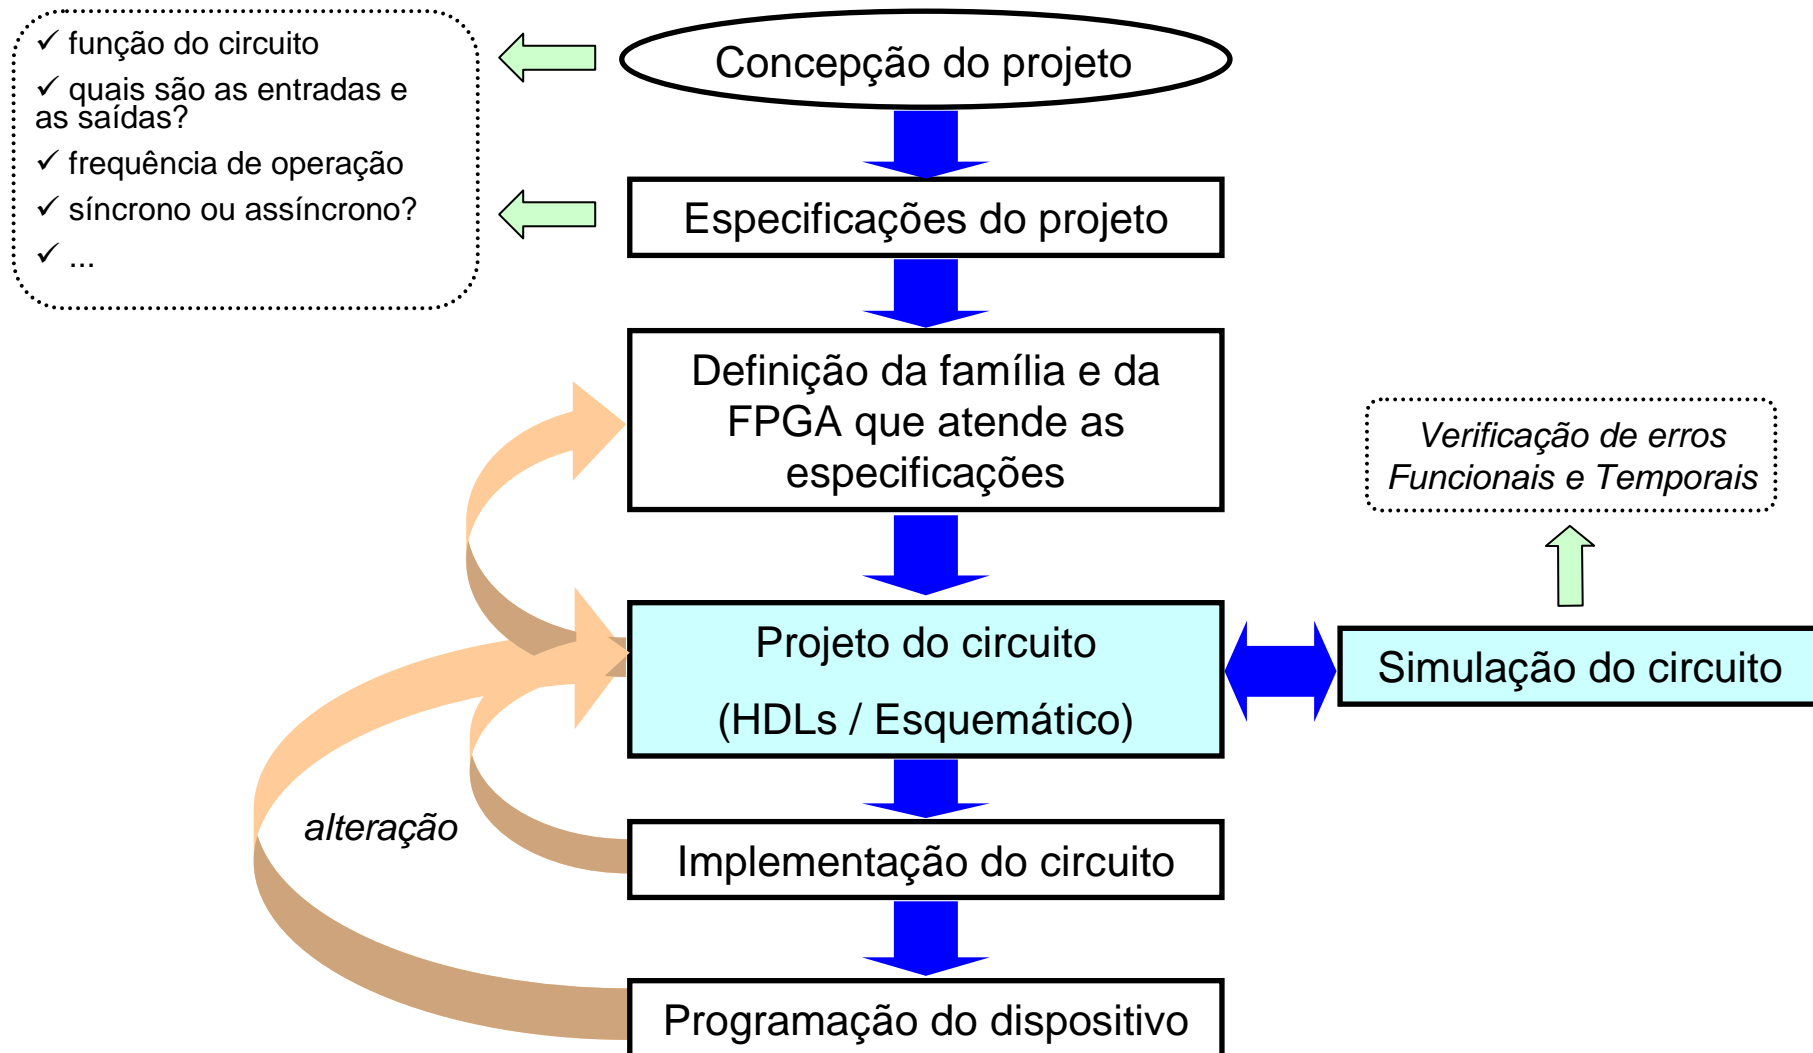 ✓ função do circuito
✓ quais são as entradas e
as saídas?
✓ frequência de operação
✓ síncrono ou assíncrono?
✓ ...
Concepção do projeto
Especificações do projeto
Definição da família e da
FPGA que atende as
especificações
Verificação de erros
Funcionais e Temporais
Projeto do circuito
(HDLs / Esquemático)
Simulação do circuito
alteração
Implementação do circuito
Programação do dispositivo